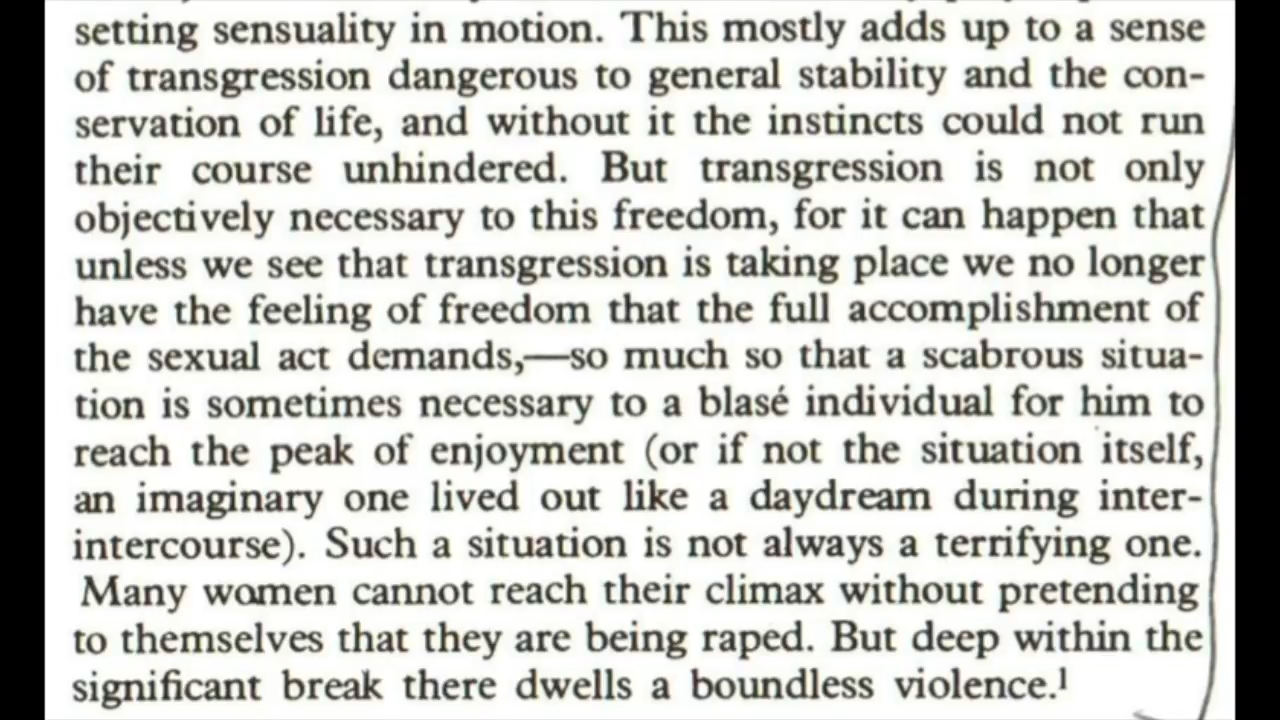 setting sensuality in motion. This mostly adds up to a sense
of transgression dangerous to general stability and the con-
servation of life, and without it the instincts could not run
their course unhindered. But transgression is not only
objectively necessary to this freedom, for it can happen that
unless we see that transgression is taking place we no longer
have the feeling of freedom that the full accomplishment of
the sexual act demands,—so much so that a scabrous situa-
tion is sometimes necessary to a blasé individual for him to
reach the peak of enjoyment (or if not the situation itself,
an imaginary one lived out like a daydream during inter-
intercourse). Such a situation is not always a terrifying one.
Many women cannot reach their climax without pretending
to themselves that they are being raped. But deep within the
significant break there dwells a boundless violence.¹